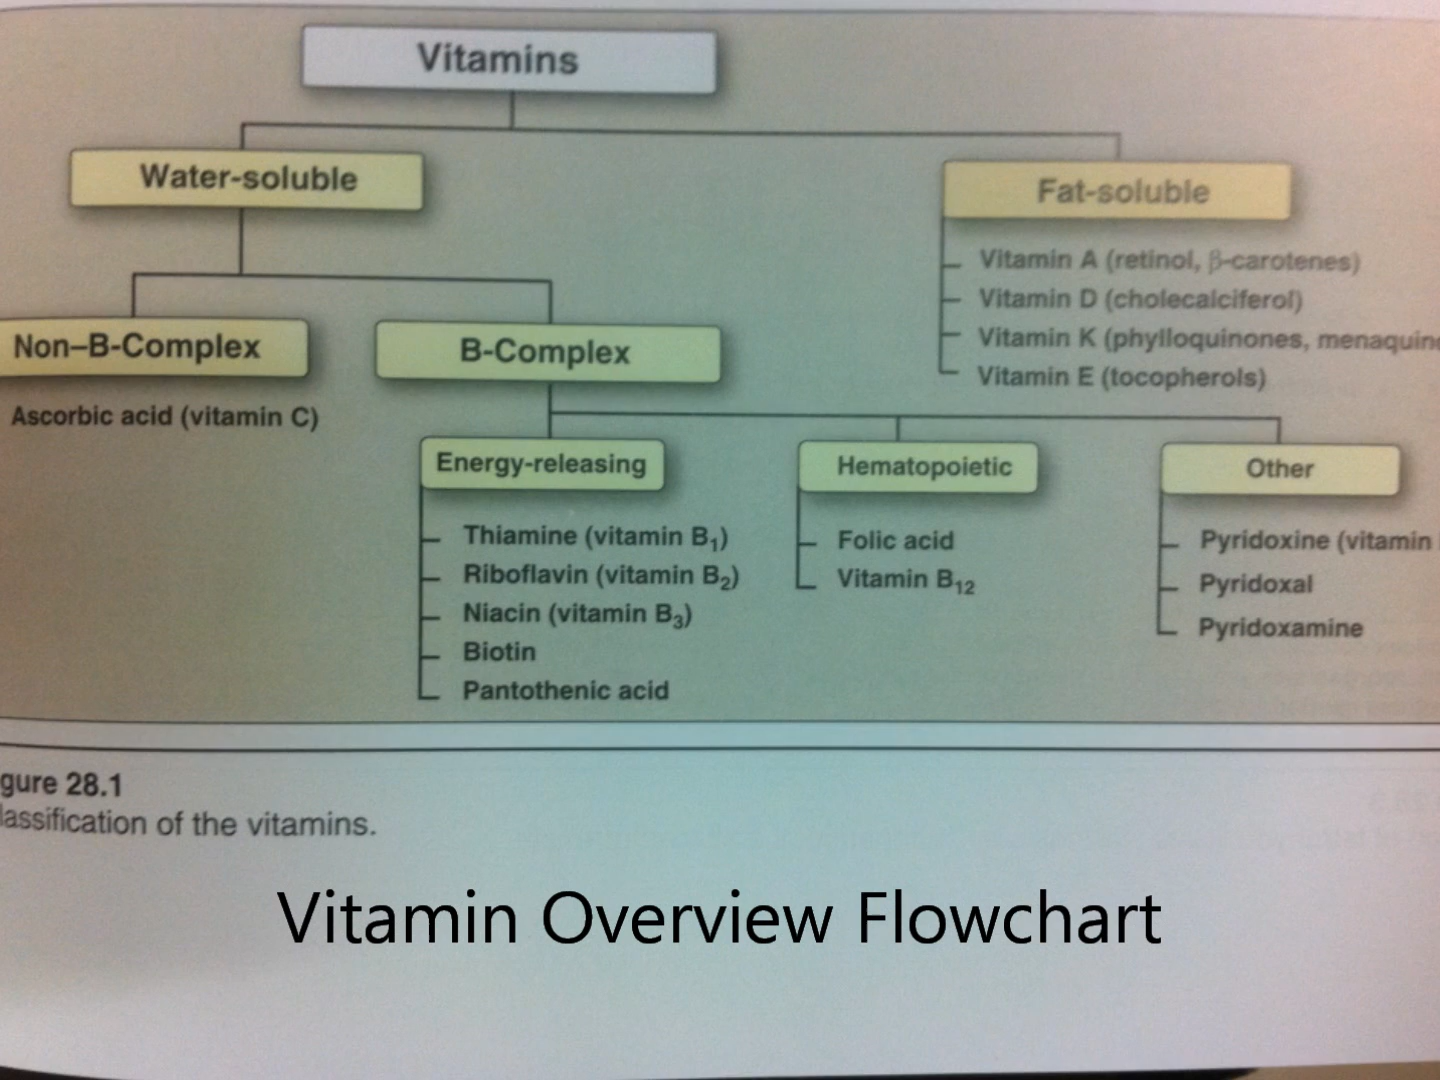 Vitamins
Water-soluble
Fat-soluble
Vitamin A (retinol, β-carotenes)
Vitamin D (cholecalciferol)
Vitamin K (phylloquinones,
Vitamin E (tocopherols)
Non–B-Complex
B-Complex
Ascorbic acid (vitamin C)
Energy-releasing
Hematopoietic
Other
Thiamine (vitamin B₁)
Riboflavin (vitamin B₂)
Niacin (vitamin B₃)
Biotin
Pantothenic acid
Folic acid
Vitamin B₁₂
Pyridoxine (vitamin
Pyridoxal
Pyridoxamine
gure 28.1
lassification of the vitamins.
Vitamin Overview Flowchart